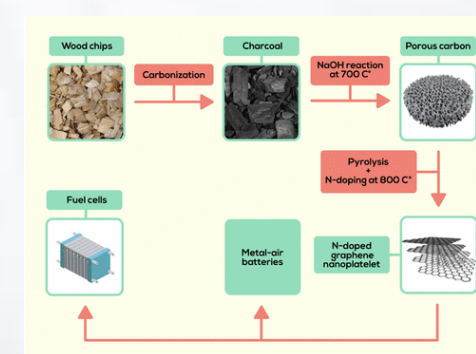 Wood chips
Carbonization
Charcoal
NaOH reaction
at 700 C°
Porous carbon
Pyrolysis
+
N-doping at 800 C°
Fuel cells
Metal-air
batteries
N-doped
graphene
nanoplatelet